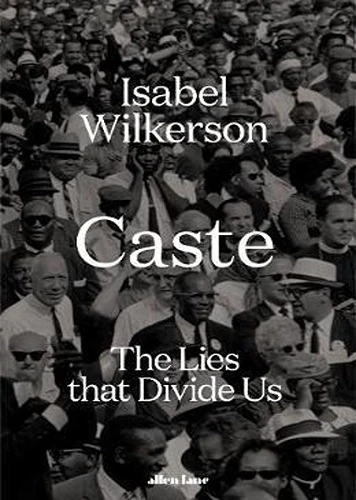 Isabel
Wilkerson
Caste
The Lies
that Divide Us
allen lane